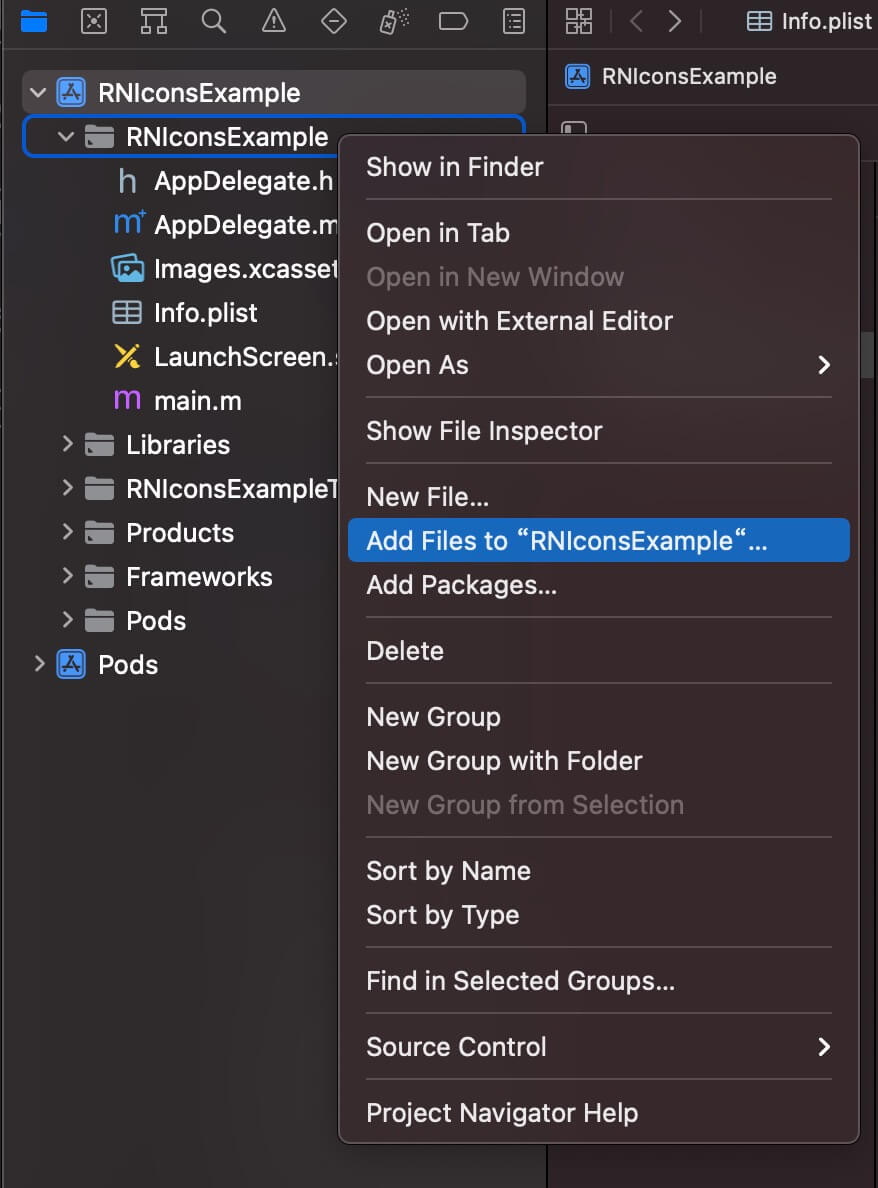 Info.plist
RNIconsExample
RNIconsExample
RNIconsExample
AppDelegate.h
AppDelegate.m
Images.xcasset
Info.plist
LaunchScreen.s
main.m
Libraries
RNIconsExampleT
Products
Frameworks
Pods
Pods
Show in Finder
Open in Tab
Open in New Window
Open with External Editor
Open As
Show File Inspector
New File...
Add Files to “RNIconsExample“...
Add Packages...
Delete
New Group
New Group with Folder
New Group from Selection
Sort by Name
Sort by Type
Find in Selected Groups...
Source Control
Project Navigator Help